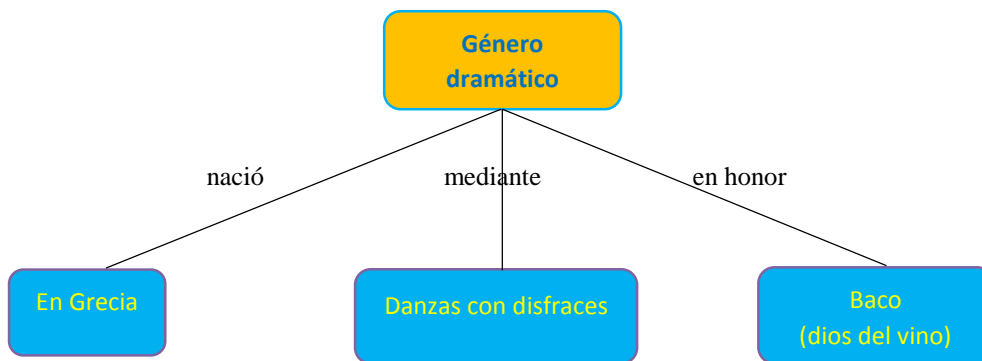 Género
dramático
nació
mediante
en honor
En Grecia
Danzas con disfraces
Baco
(dios del vino)